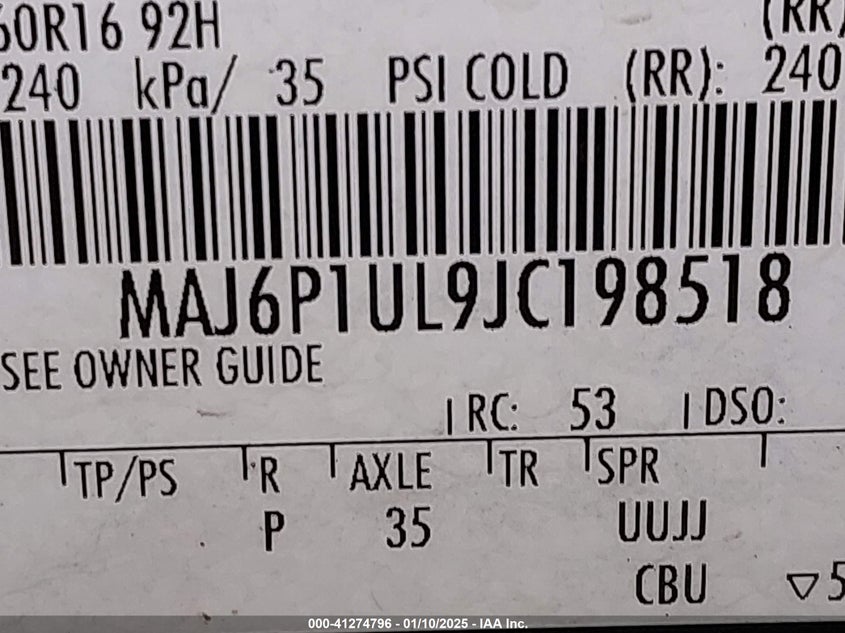 60R16 92H (RR)
240 kPa/ 35 PSI COLD (RR): 240
MAJ6P1UL9JC198518
SEE OWNER GUIDE
RC: 53 DSO:
TP/PS R AXLE TR SPR
P 35 UUJJ
CBU ▽5
000-41274796 - 01/10/2025 - IAA Inc.